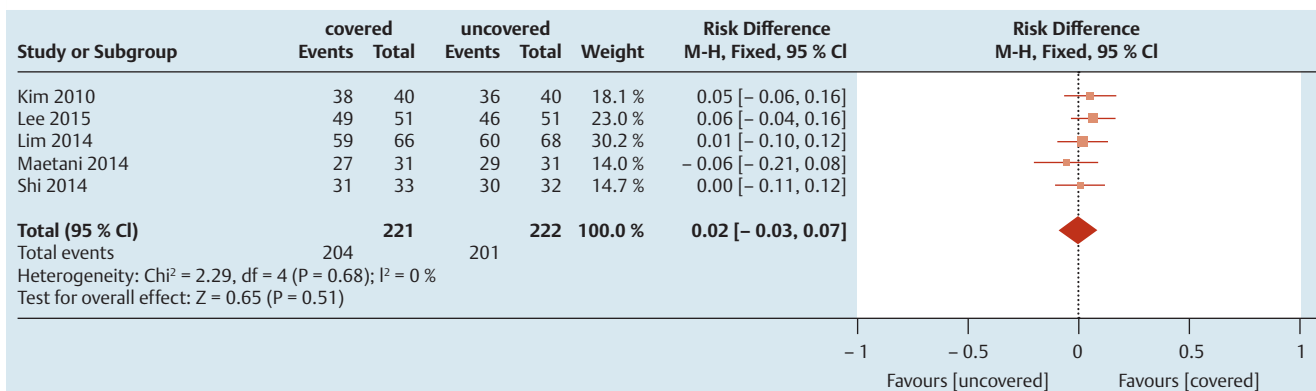 covered uncovered Risk Difference Risk Difference
Study or Subgroup Events Total Events Total Weight M-H, Fixed, 95 % CI M-H, Fixed, 95 % CI
Kim 2010 38 40 36 40 18.1 % 0.05 [– 0.06, 0.16]
Lee 2015 49 51 46 51 23.0 % 0.06 [– 0.04, 0.16]
Lim 2014 59 66 60 68 30.2 % 0.01 [– 0.10, 0.12]
Maetani 2014 27 31 29 31 14.0 % – 0.06 [– 0.21, 0.08]
Shi 2014 31 33 30 32 14.7 % 0.00 [– 0.11, 0.12]
Total (95 % CI) 221 222 100.0 % 0.02 [– 0.03, 0.07]
Total events 204 201
Heterogeneity: Chi² = 2.29, df = 4 (P = 0.68); I² = 0 %
Test for overall effect: Z = 0.65 (P = 0.51)
– 1 – 0.5 0 0.5 1
Favours [uncovered] Favours [covered]